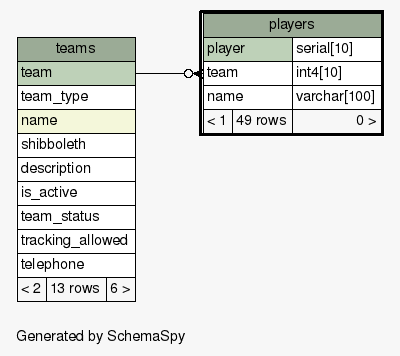 teams
team
team_type
name
shibboleth
description
is_active
team_status
tracking_allowed
telephone
< 2 13 rows 6 >
players
player serial[10]
team int4[10]
name varchar[100]
< 1 49 rows 0 >
Generated by SchemaSpy